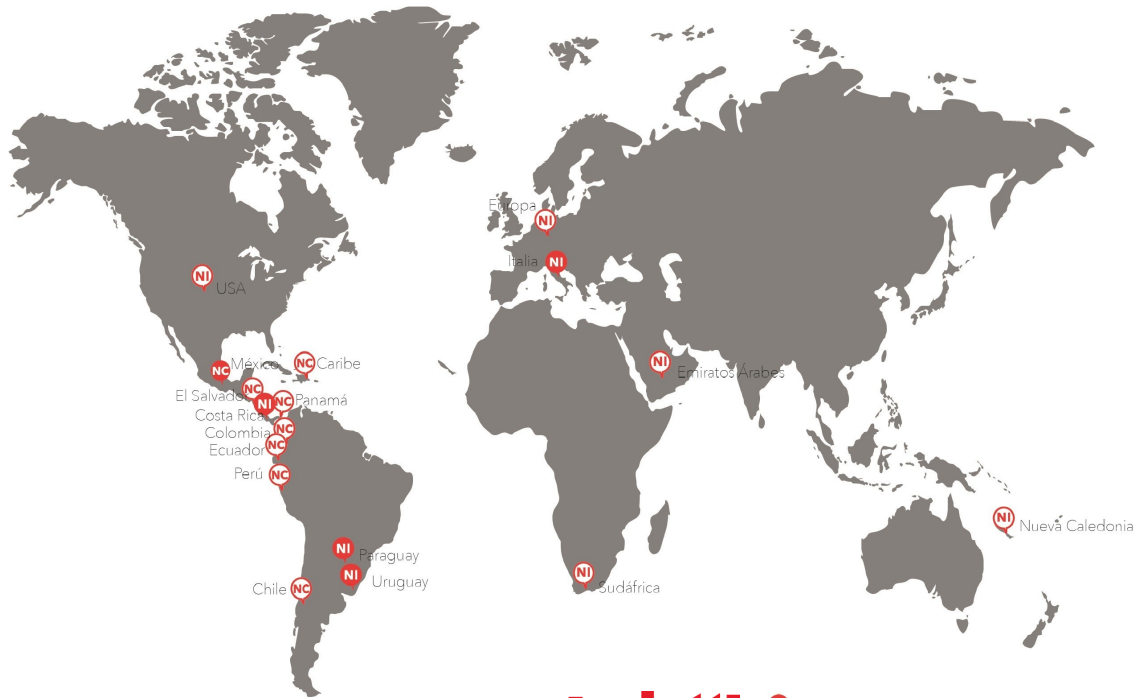 Europa
NI
Italia NI
NI
USA
NC México
NC Caribe
NI
Emiratos Árabes
NC
El Salvador
NI
NC Panamá
Costa Rica
Colombia NC
Ecuador NC
Perú NC
NI
Nueva Caledonia
NI
Paraguay
NI
Uruguay
Chile NC
NI
Sudáfrica